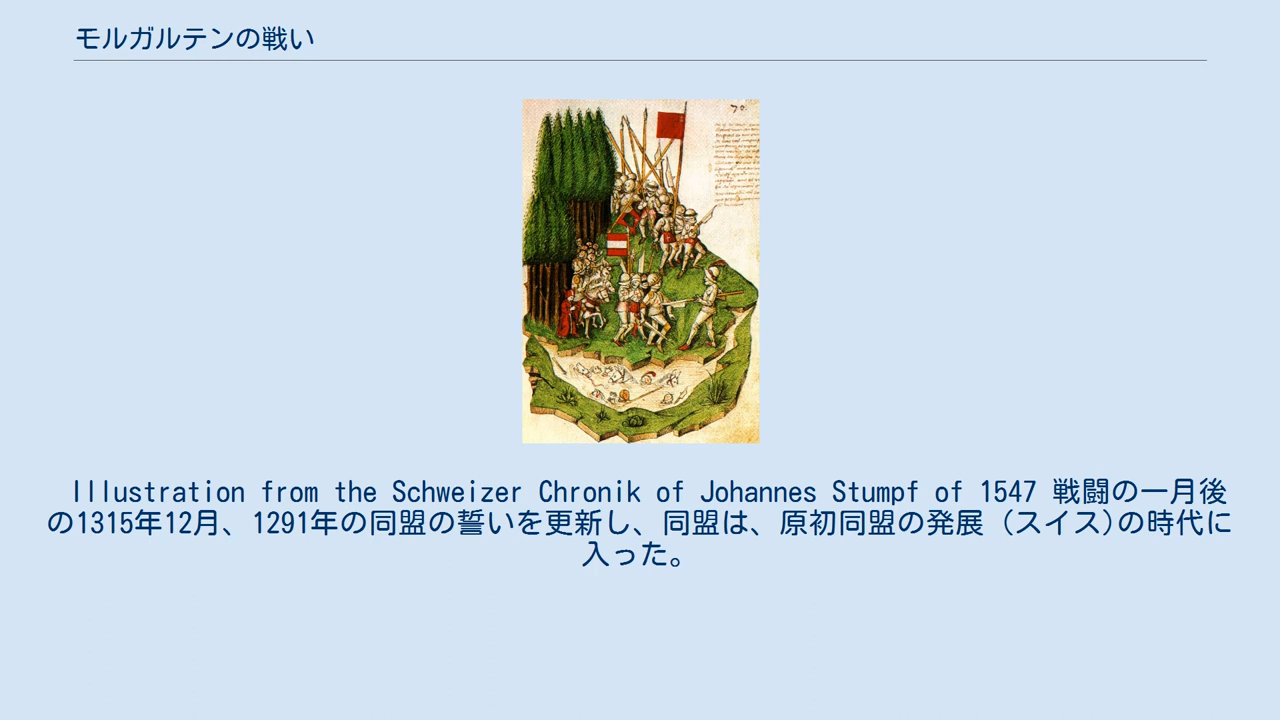 モルガルテンの戦い
Illustration from the Schweizer Chronik of Johannes Stumpf of 1547 戦闘の一月後
の1315年12月、1291年の同盟の誓いを更新し、同盟は、原初同盟の発展 (スイス)の時代に
入った。